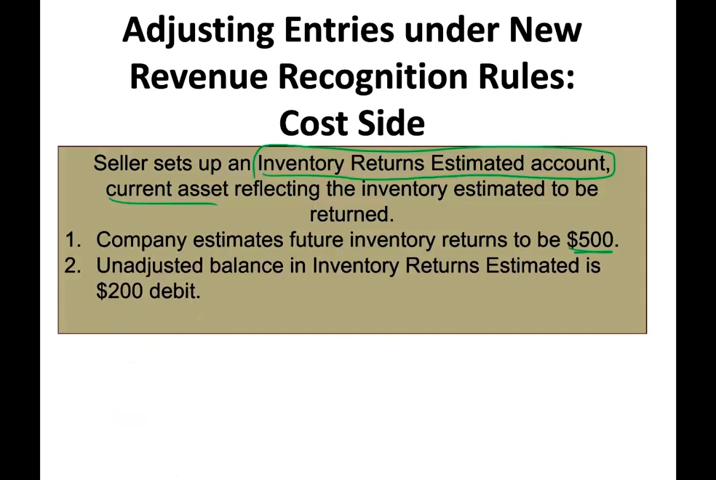 Adjusting Entries under New
Revenue Recognition Rules:
Cost Side
Seller sets up an Inventory Returns Estimated account,
current asset reflecting the inventory estimated to be
returned.
1. Company estimates future inventory returns to be $500.
2. Unadjusted balance in Inventory Returns Estimated is
$200 debit.